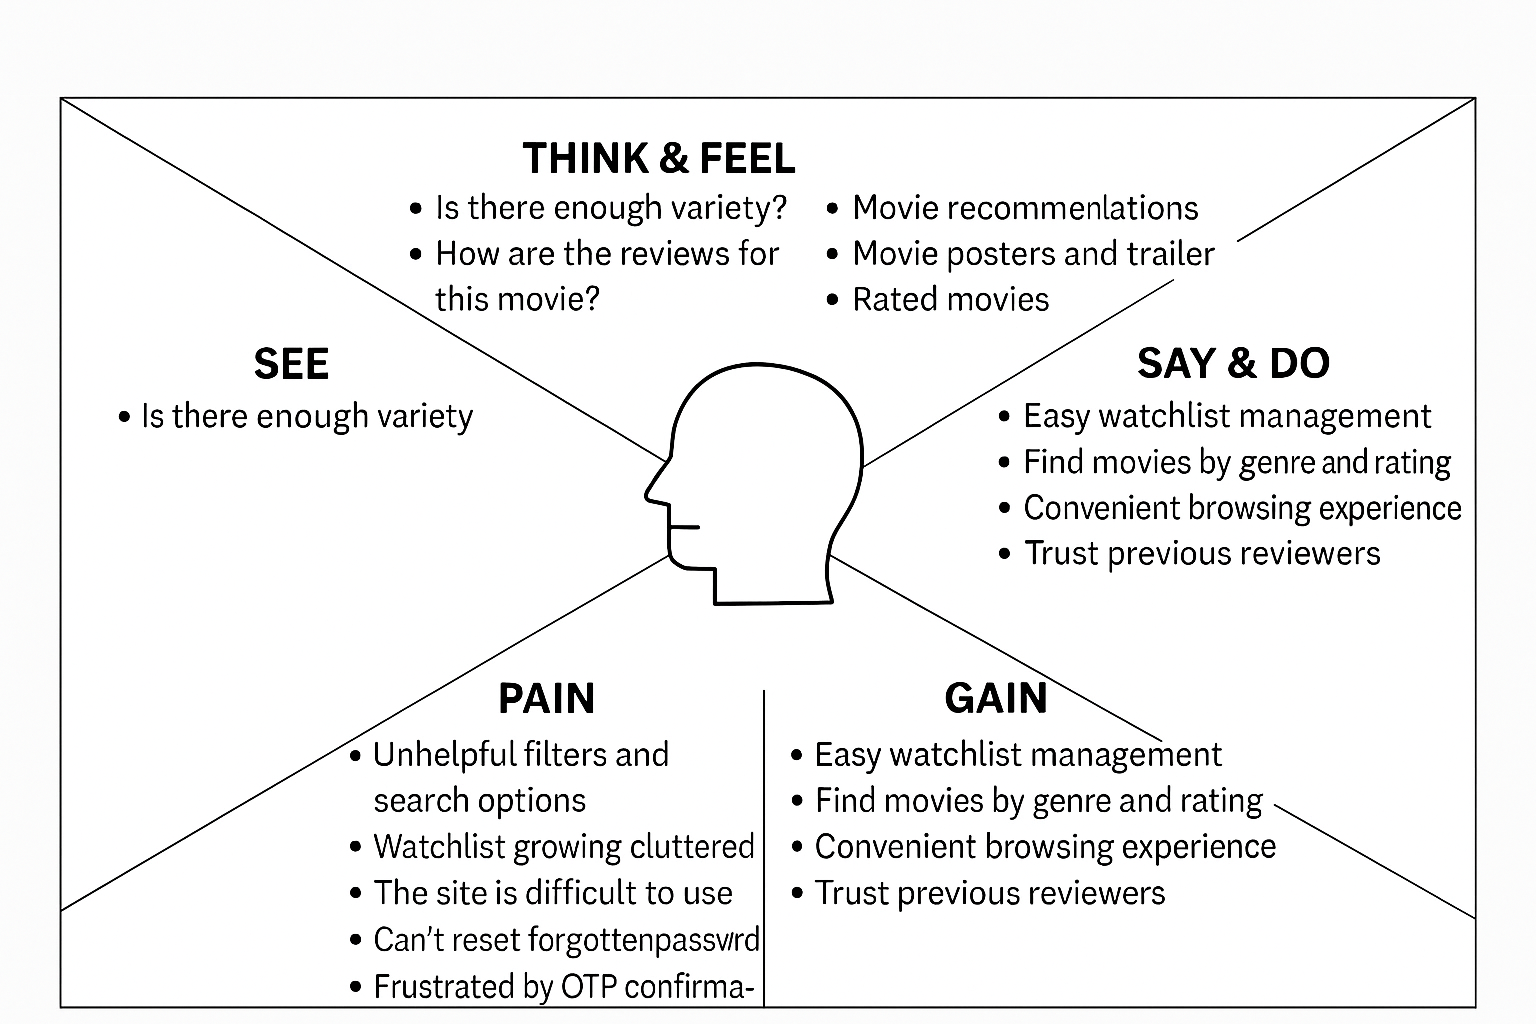 THINK & FEEL
• Is there enough variety?
• How are the reviews for
this movie?
• Movie recommenlations
• Movie posters and trailer
• Rated movies
SEE
• Is there enough variety
SAY & DO
• Easy watchlist management
• Find movies by genre and rating
• Convenient browsing experience
• Trust previous reviewers
PAIN
• Unhelpful filters and
search options
• Watchlist growing cluttered
• The site is difficult to use
• Can't reset forgotten
• Frustrated by OTP confirma-
GAIN
• Easy watchlist management
• Find movies by genre and rating
• Convenient browsing experience
• Trust previous reviewers